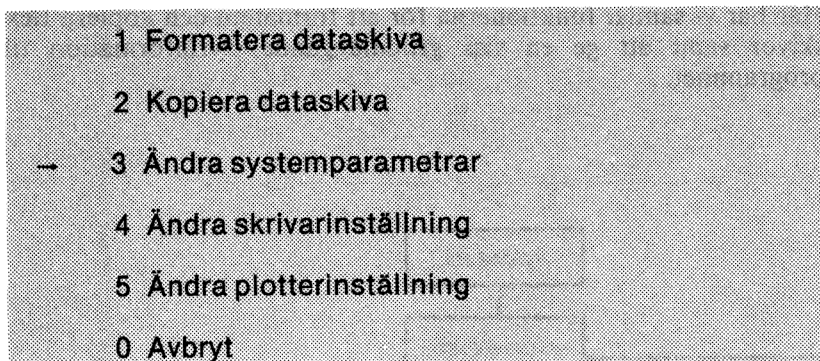 1 Formatera dataskiva
2 Kopiera dataskiva
→ 3 Ändra systemparametrar
4 Ändra skrivarinställning
5 Ändra plotterinställning
0 Avbryt